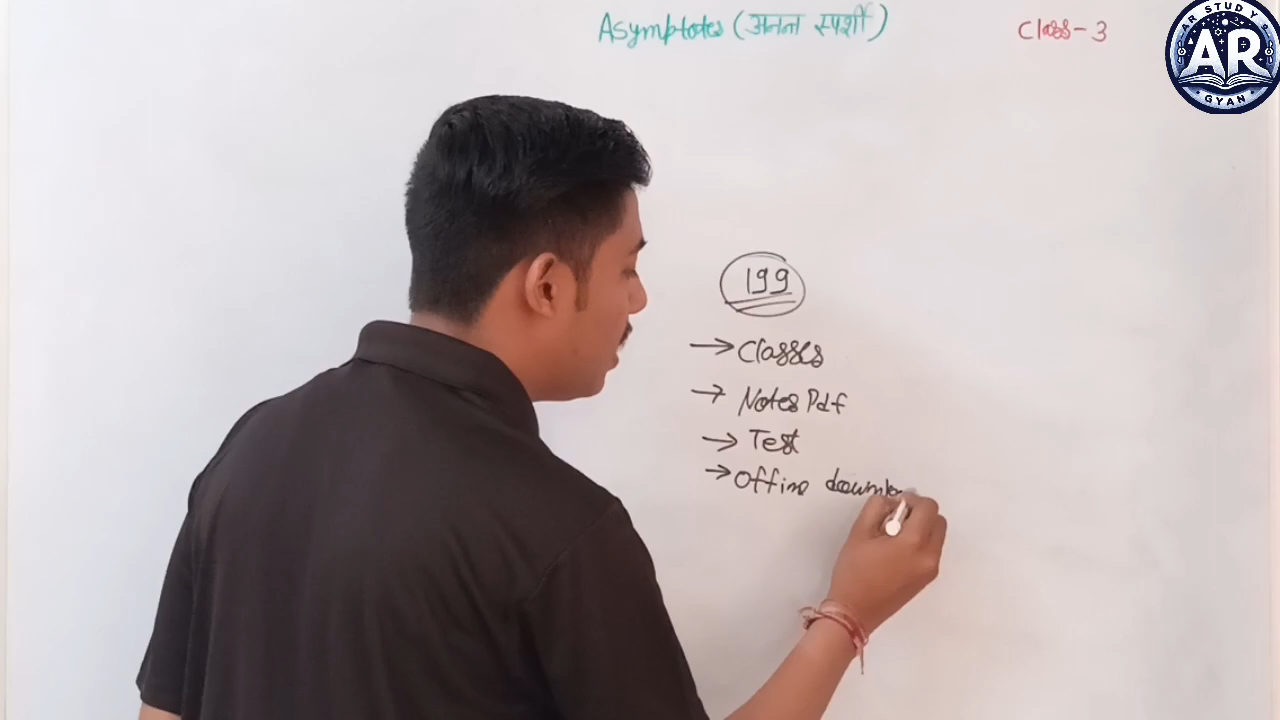 Asymptotes (अनन्त स्पर्शी) Class-3
AR STUDY
AR
GYAN
199
→ Classes
→ Notes Pdf
→ Test
→ Offline